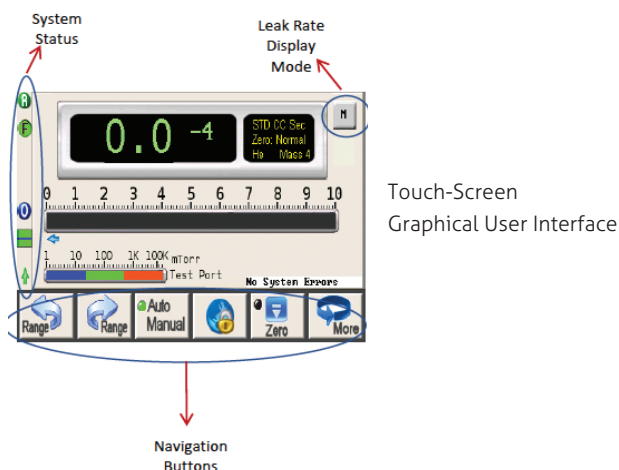 System
Status
Leak Rate
Display
Mode
A
F
M
0.0 -4
STD CC Sec
Zero: Normal
He Mass 4
0 1 2 3 4 5 6 7 8 9 10
O
1 10 100 1K 100K mTorr
Test Port
No System Errors
Range
Range
Auto
Manual
Zero
More
Touch-Screen
Graphical User Interface
Navigation
Buttons